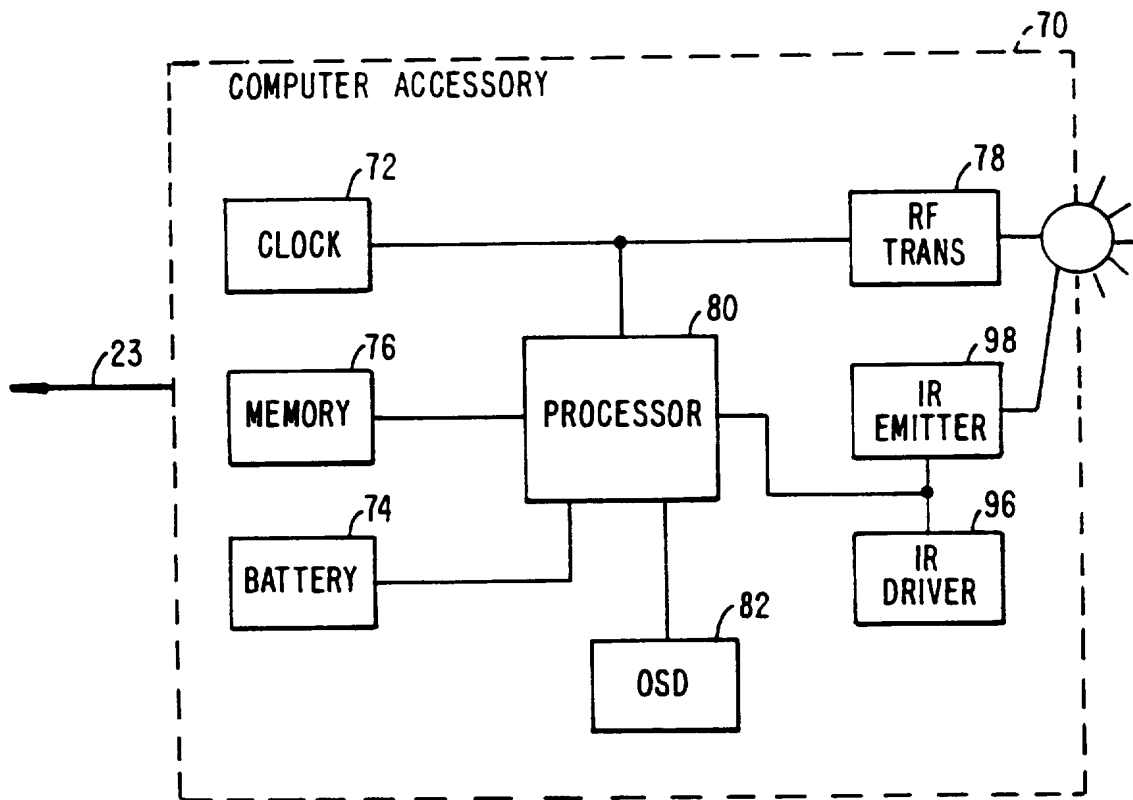 70
COMPUTER ACCESSORY
72
CLOCK
78
RF
TRANS
23
76
MEMORY
80
PROCESSOR
98
IR
EMITTER
74
BATTERY
96
IR
DRIVER
82
OSD